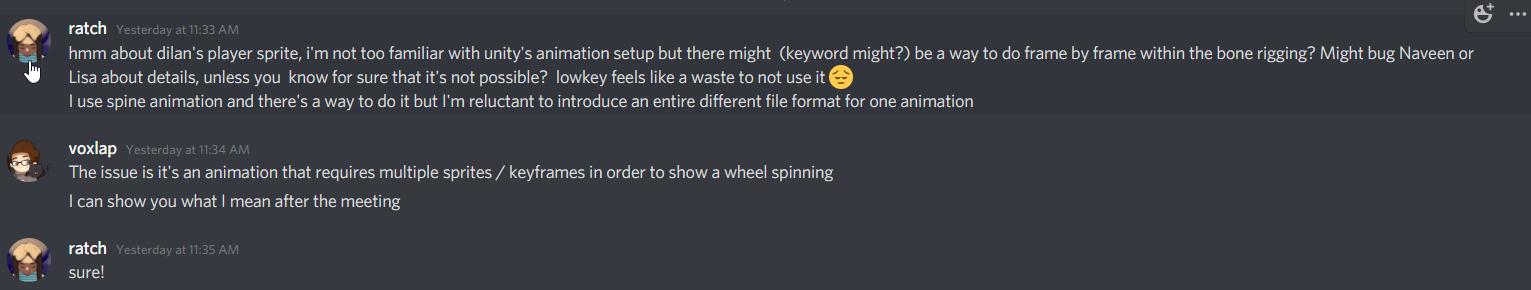 ratch Yesterday at 11:33 AM
hmm about dilan's player sprite, i'm not too familiar with unity's animation setup but there might (keyword might?) be a way to do frame by frame within the bone rigging? Might bug Naveen or
Lisa about details, unless you know for sure that it's not possible? lowkey feels like a waste to not use it 😔
I use spine animation and there's a way to do it but I'm reluctant to introduce an entire different file format for one animation
voxlap Yesterday at 11:34 AM
The issue is it's an animation that requires multiple sprites / keyframes in order to show a wheel spinning
I can show you what I mean after the meeting
ratch Yesterday at 11:35 AM
sure!